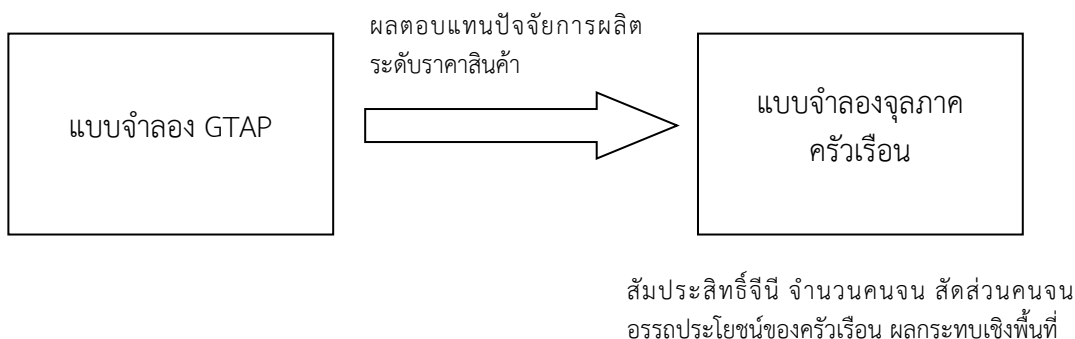 ผลตอบแทนปัจจัยการผลิต
ระดับราคาสินค้า
แบบจำลอง GTAP
แบบจำลองจุลภาค
ครัวเรือน
สัมประสิทธิ์จีนี จำนวนคนจน สัดส่วนคนจน
อรรถประโยชน์ของครัวเรือน ผลกระทบเชิงพื้นที่